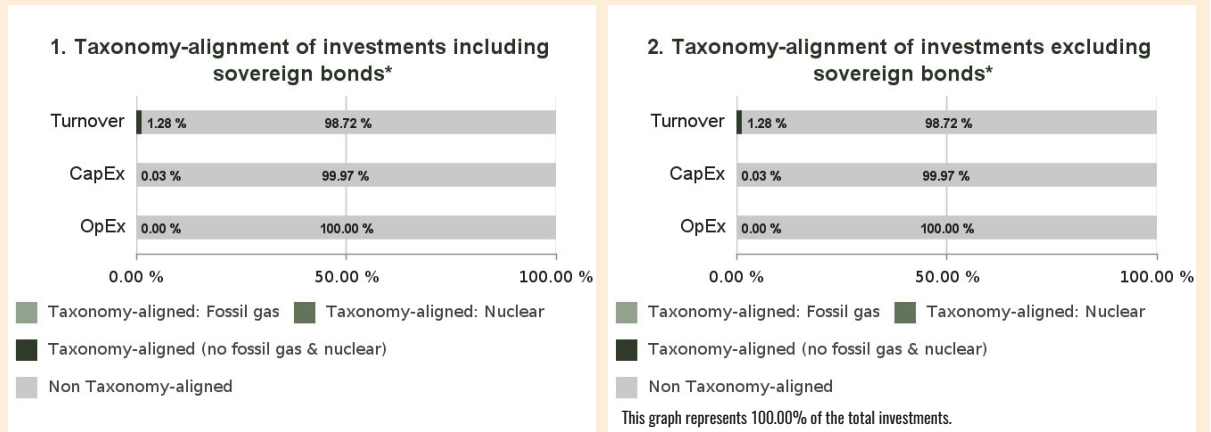 1. Taxonomy-alignment of investments including
sovereign bonds*
Turnover 1.28 % 98.72 %
CapEx 0.03 % 99.97 %
OpEx 0.00 % 100.00 %
0.00 % 50.00 % 100.00 %
Taxonomy-aligned: Fossil gas Taxonomy-aligned: Nuclear
Taxonomy-aligned (no fossil gas & nuclear)
Non Taxonomy-aligned
2. Taxonomy-alignment of investments excluding
sovereign bonds*
Turnover 1.28 % 98.72 %
CapEx 0.03 % 99.97 %
OpEx 0.00 % 100.00 %
0.00 % 50.00 % 100.00 %
Taxonomy-aligned: Fossil gas Taxonomy-aligned: Nuclear
Taxonomy-aligned (no fossil gas & nuclear)
Non Taxonomy-aligned
This graph represents 100.00% of the total investments.